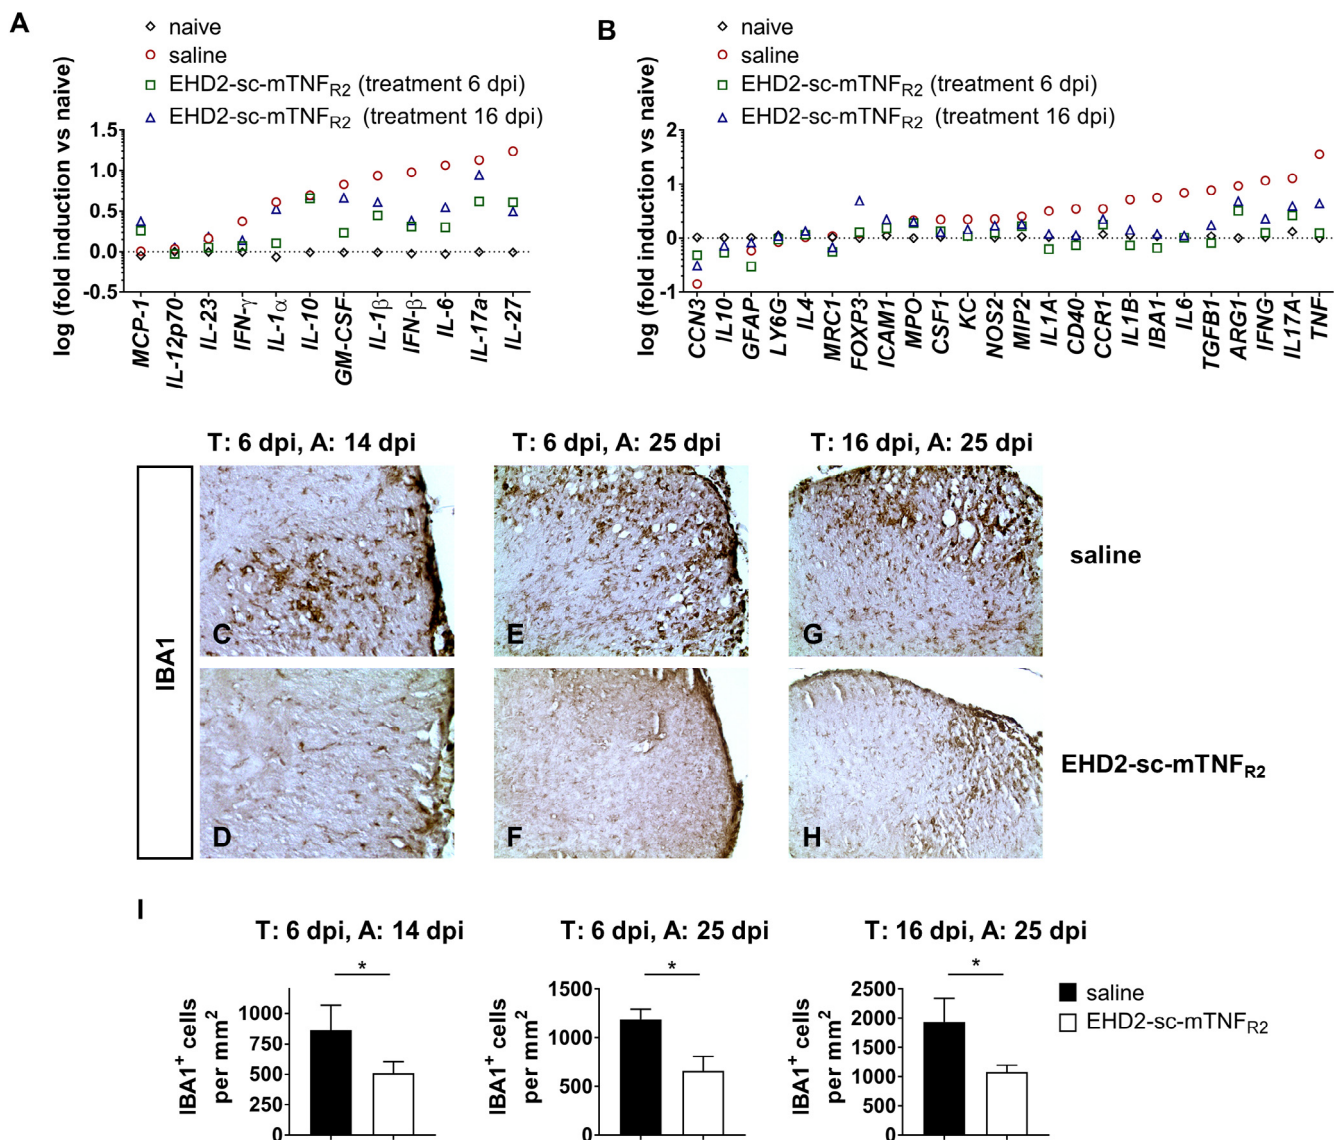 A
naive
saline
EHD2-sc-mTNFR2 (treatment 6 dpi)
EHD2-sc-mTNFR2 (treatment 16 dpi)
log (fold induction vs naive)
1.5
1.0
0.5
0.0
-0.5
MCP-1
IL-12p70
IL-23
IFN-γ
IL-1α
IL-10
GM-CSF
IL-1β
IFN-β
IL-6
IL-17a
IL-27
B
naive
saline
EHD2-sc-mTNFR2 (treatment 6 dpi)
EHD2-sc-mTNFR2 (treatment 16 dpi)
log (fold induction vs naive)
2
1
0
-1
CCN3
IL10
GFAP
LY6G
IL4
MRC1
FOXP3
ICAM1
MPO
CSF1
KC
NOS2
MIP2
IL1A
CD40
CCR1
IL1B
IBA1
IL6
TGFB1
ARG1
IFNG
IL17A
TNF
T: 6 dpi, A: 14 dpi
T: 6 dpi, A: 25 dpi
T: 16 dpi, A: 25 dpi
IBA1
C
E
G
saline
D
F
H
EHD2-sc-mTNFR2
I
T: 6 dpi, A: 14 dpi
IBA1+ cells
per mm2
1000
750
500
250
0
*
T: 6 dpi, A: 25 dpi
IBA1+ cells
per mm2
1500
1000
500
0
*
T: 16 dpi, A: 25 dpi
IBA1+ cells
per mm2
2500
2000
1500
1000
500
0
*
saline
EHD2-sc-mTNFR2